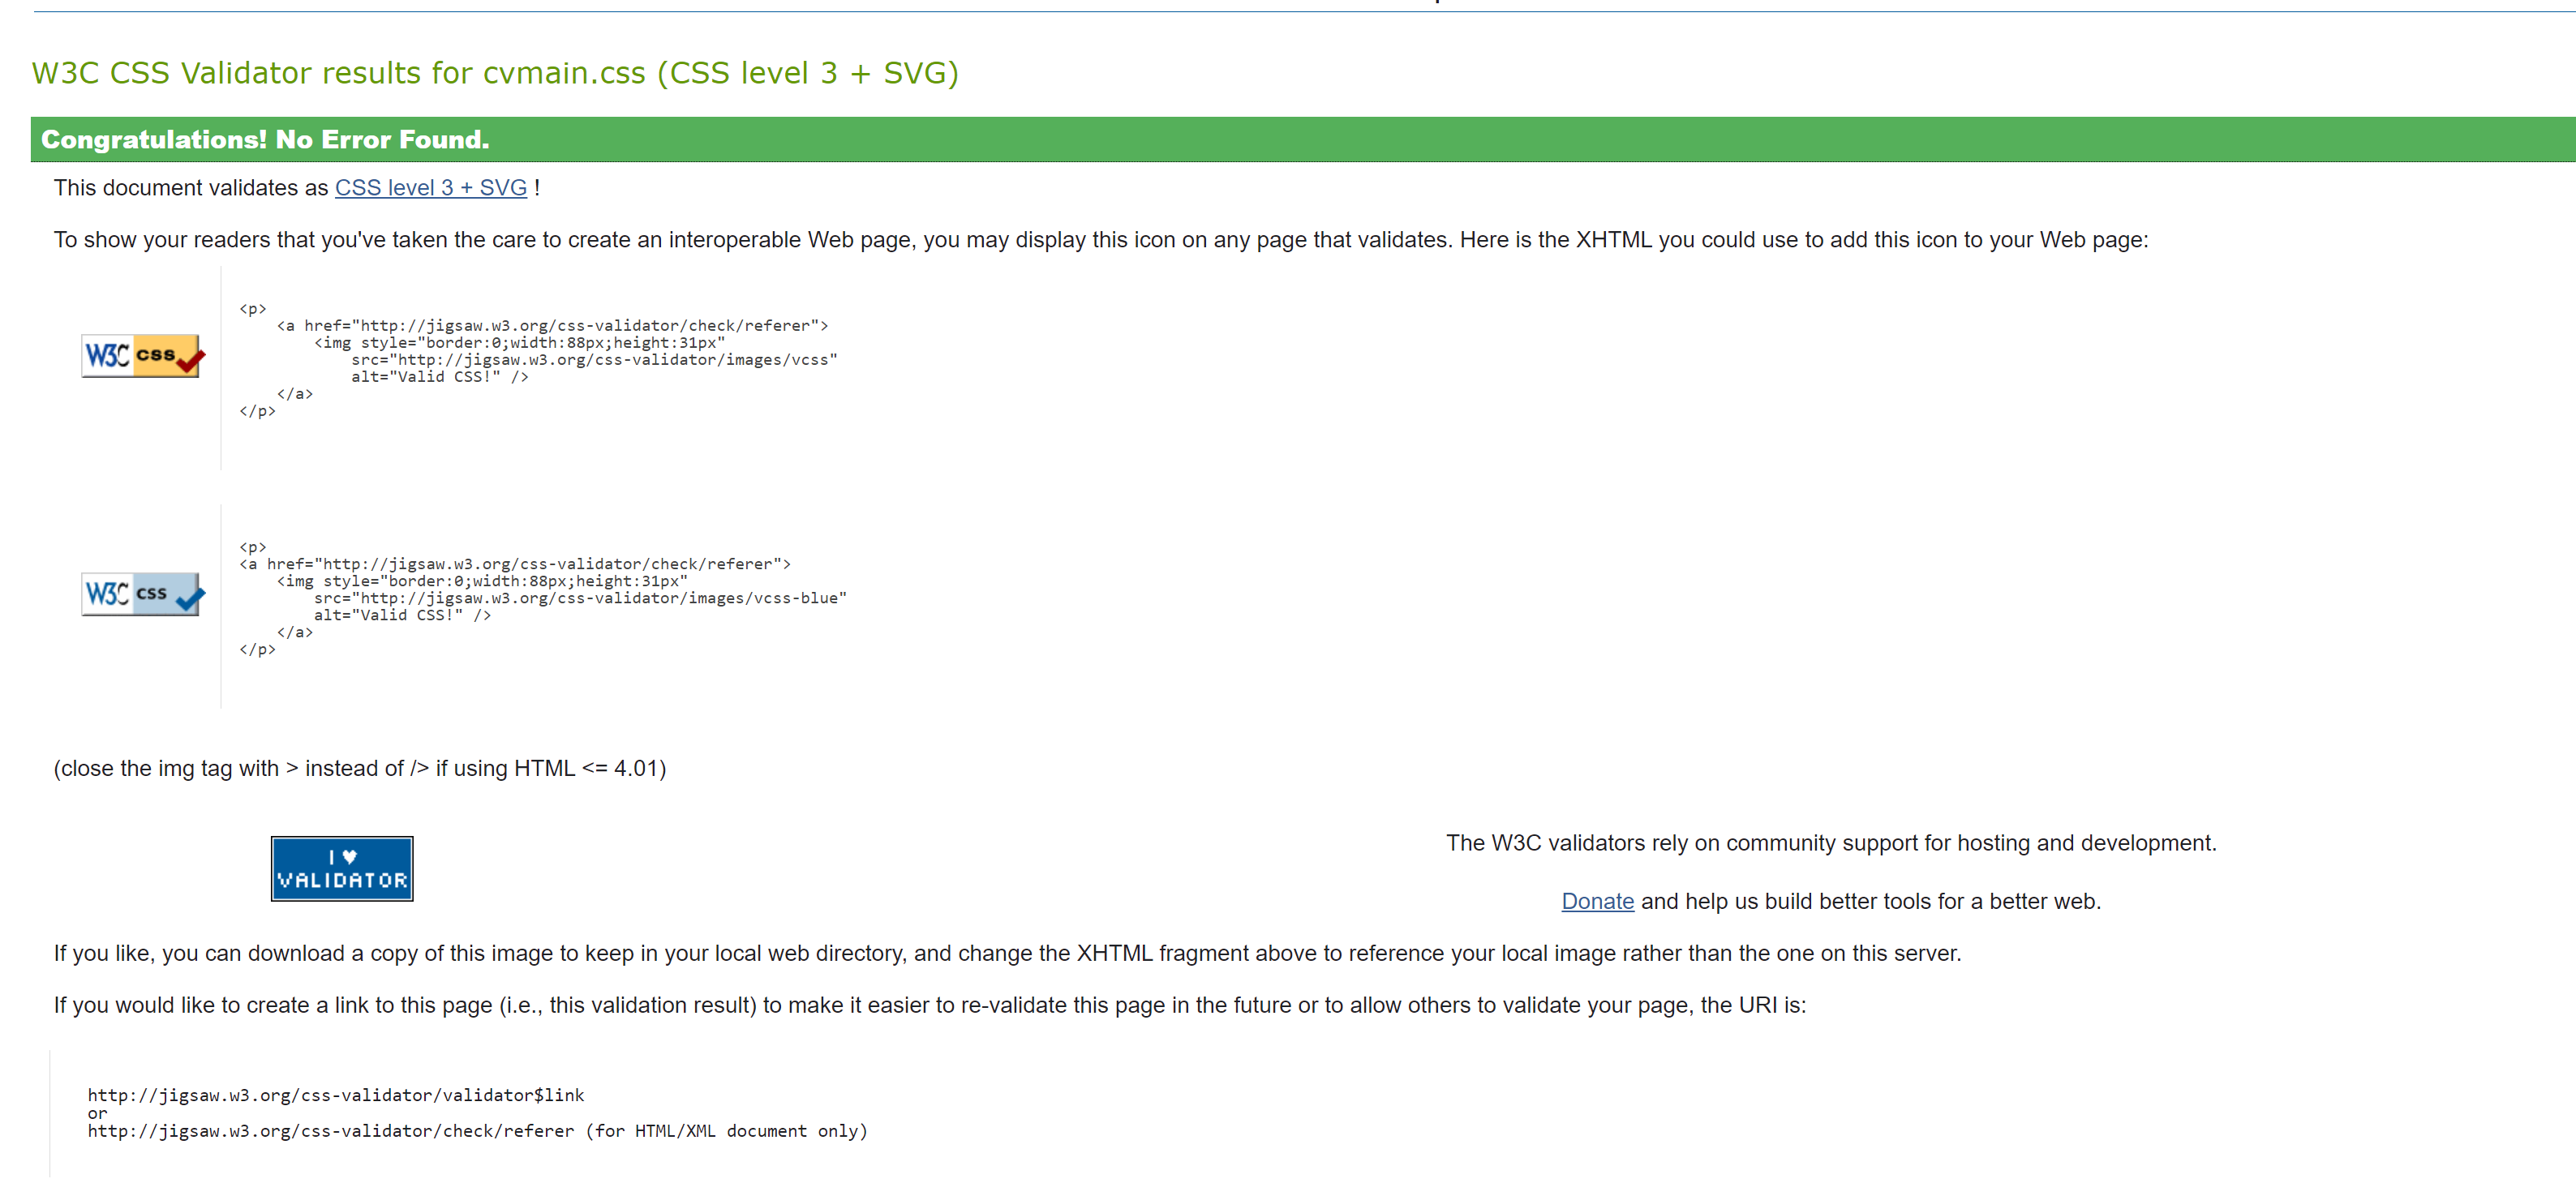 W3C CSS Validator results for cvmain.css (CSS level 3 + SVG)
Congratulations! No Error Found.
This document validates as CSS level 3 + SVG !
To show your readers that you've taken the care to create an interoperable Web page, you may display this icon on any page that validates. Here is the XHTML you could use to add this icon to your Web page:
W3C css
<p>
    <a href="http://jigsaw.w3.org/css-validator/check/referer">
        <img style="border:0;width:88px;height:31px"
            src="http://jigsaw.w3.org/css-validator/images/vcss"
            alt="Valid CSS!" />
    </a>
</p>
W3C css
<p>
<a href="http://jigsaw.w3.org/css-validator/check/referer">
    <img style="border:0;width:88px;height:31px"
        src="http://jigsaw.w3.org/css-validator/images/vcss-blue"
        alt="Valid CSS!" />
    </a>
</p>
(close the img tag with > instead of /> if using HTML <= 4.01)
I ♥
VALIDATOR
The W3C validators rely on community support for hosting and development.
Donate and help us build better tools for a better web.
If you like, you can download a copy of this image to keep in your local web directory, and change the XHTML fragment above to reference your local image rather than the one on this server.
If you would like to create a link to this page (i.e., this validation result) to make it easier to re-validate this page in the future or to allow others to validate your page, the URI is:
http://jigsaw.w3.org/css-validator/validator$link
or
http://jigsaw.w3.org/css-validator/check/referer (for HTML/XML document only)